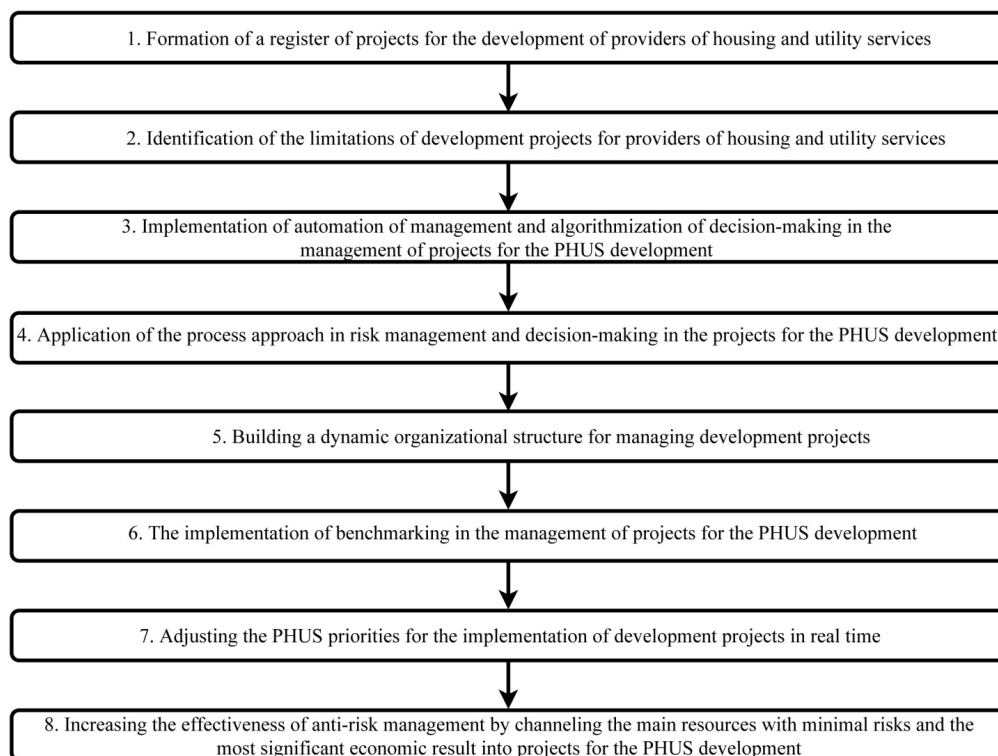 1. Formation of a register of projects for the development of providers of housing and utility services
2. Identification of the limitations of development projects for providers of housing and utility services
3. Implementation of automation of management and algorithmization of decision-making in the
management of projects for the PHUS development
4. Application of the process approach in risk management and decision-making in the projects for the PHUS development
5. Building a dynamic organizational structure for managing development projects
6. The implementation of benchmarking in the management of projects for the PHUS development
7. Adjusting the PHUS priorities for the implementation of development projects in real time
8. Increasing the effectiveness of anti-risk management by channeling the main resources with minimal risks and the
most significant economic result into projects for the PHUS development